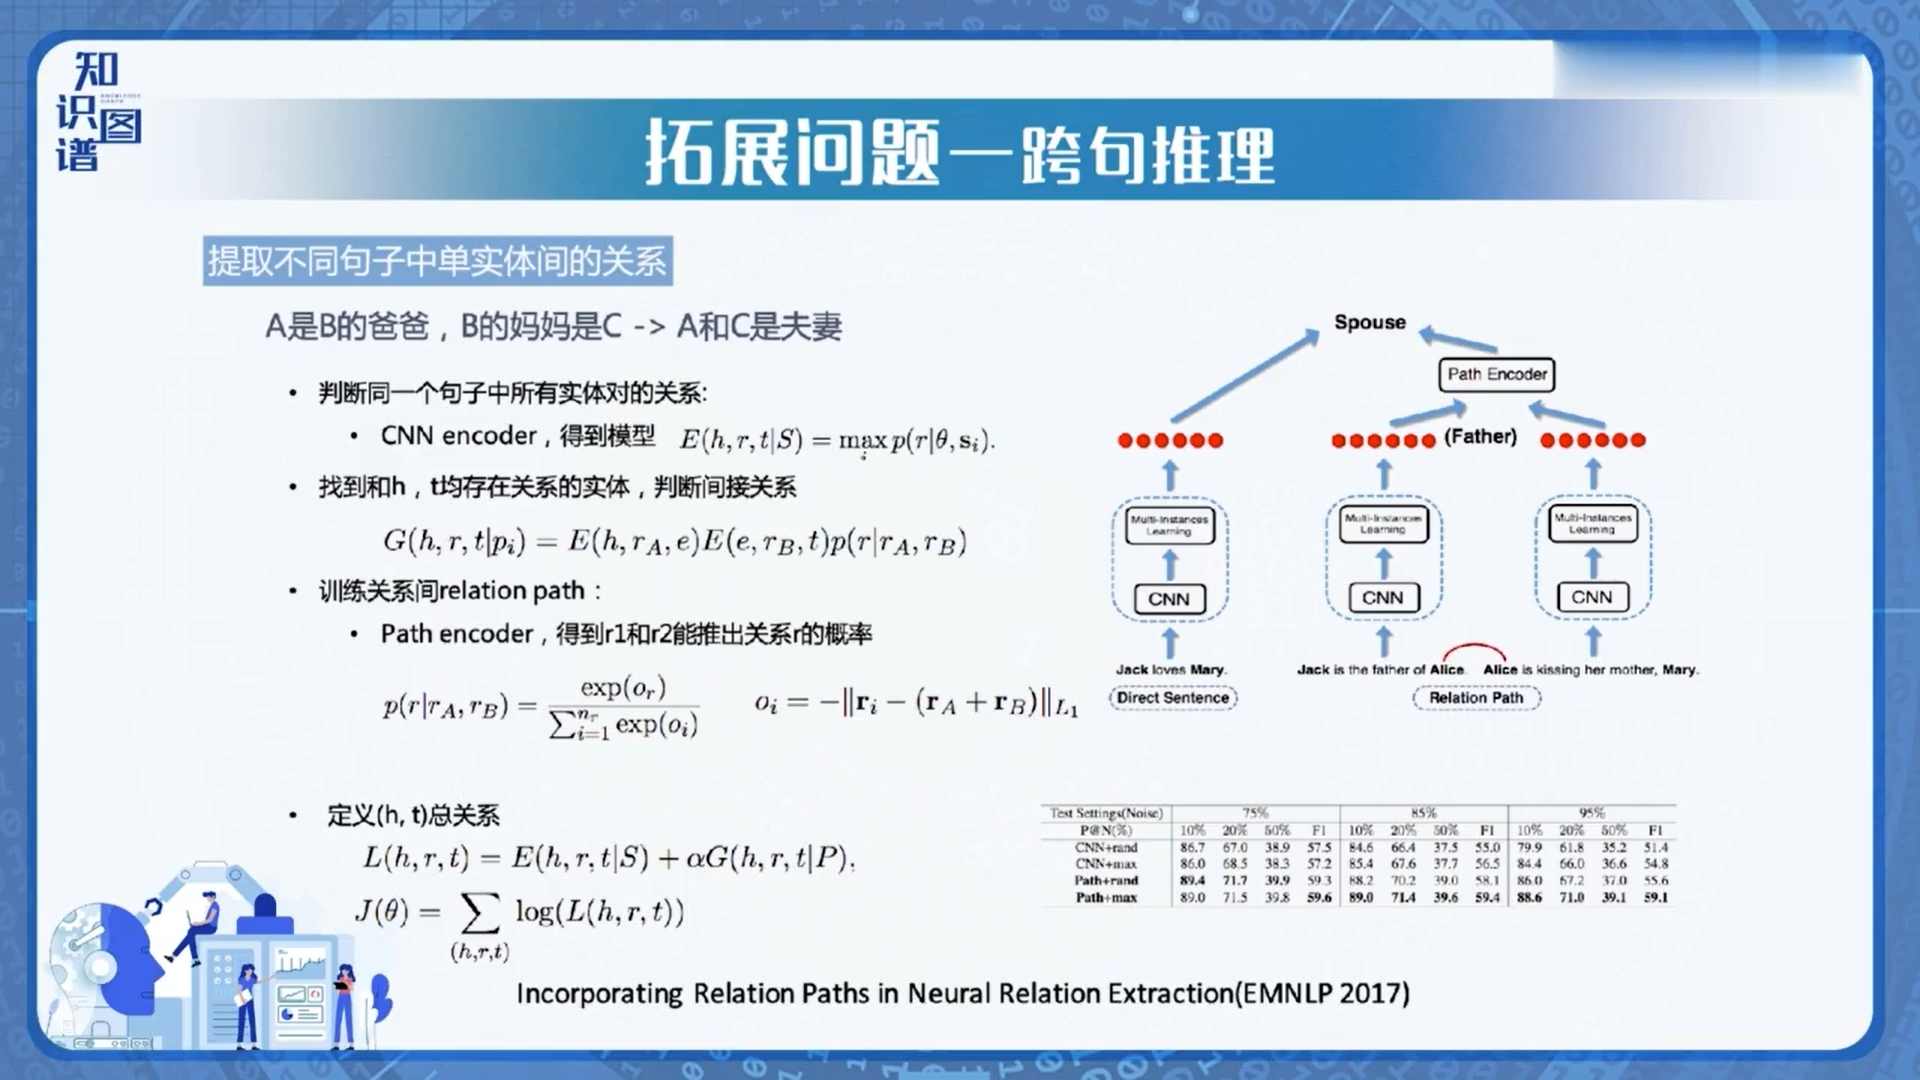 知识图谱
KNOWLEDGE GRAPH
拓展问题—跨句推理
提取不同句子中单实体间的关系
A是B的爸爸，B的妈妈是C -> A和C是夫妻
• 判断同一个句子中所有实体对的关系:
• CNN encoder，得到模型 E(h, r, t|S) = max_i p(r|θ, s_i).
• 找到和h，t均存在关系的实体，判断间接关系
G(h, r, t|p_i) = E(h, r_A, e)E(e, r_B, t)p(r|r_A, r_B)
• 训练关系间relation path：
• Path encoder，得到r1和r2能推出关系r的概率
p(r|r_A, r_B) = exp(o_r) / ∑_{i=1}^{n_r} exp(o_i)    o_i = −‖r_i − (r_A + r_B)‖_{L_1}
• 定义(h, t)总关系
L(h, r, t) = E(h, r, t|S) + αG(h, r, t|P).
J(θ) = ∑_{(h,r,t)} log(L(h, r, t))
Spouse
Path Encoder
(Father)
Multi-Instances Learning
Multi-Instances Learning
Multi-Instances Learning
CNN
CNN
CNN
Jack loves Mary.
Jack is the father of Alice.
Alice is kissing her mother, Mary.
Direct Sentence
Relation Path
Test Settings(Noise) 75% 85% 95%
P@N(%) 10% 20% 50% F1 10% 20% 50% F1 10% 20% 50% F1
CNN+rand 86.7 67.0 38.9 57.5 84.6 66.4 37.5 55.0 79.9 61.8 35.2 51.4
CNN+max 86.0 68.5 38.3 57.2 85.4 67.6 37.7 56.5 84.4 66.0 36.6 54.8
Path+rand 89.4 71.7 39.9 59.3 88.2 70.2 39.0 58.1 86.0 67.2 37.0 55.6
Path+max 89.0 71.5 39.8 59.6 89.0 71.4 39.6 59.4 88.6 71.0 39.1 59.1
Incorporating Relation Paths in Neural Relation Extraction(EMNLP 2017)